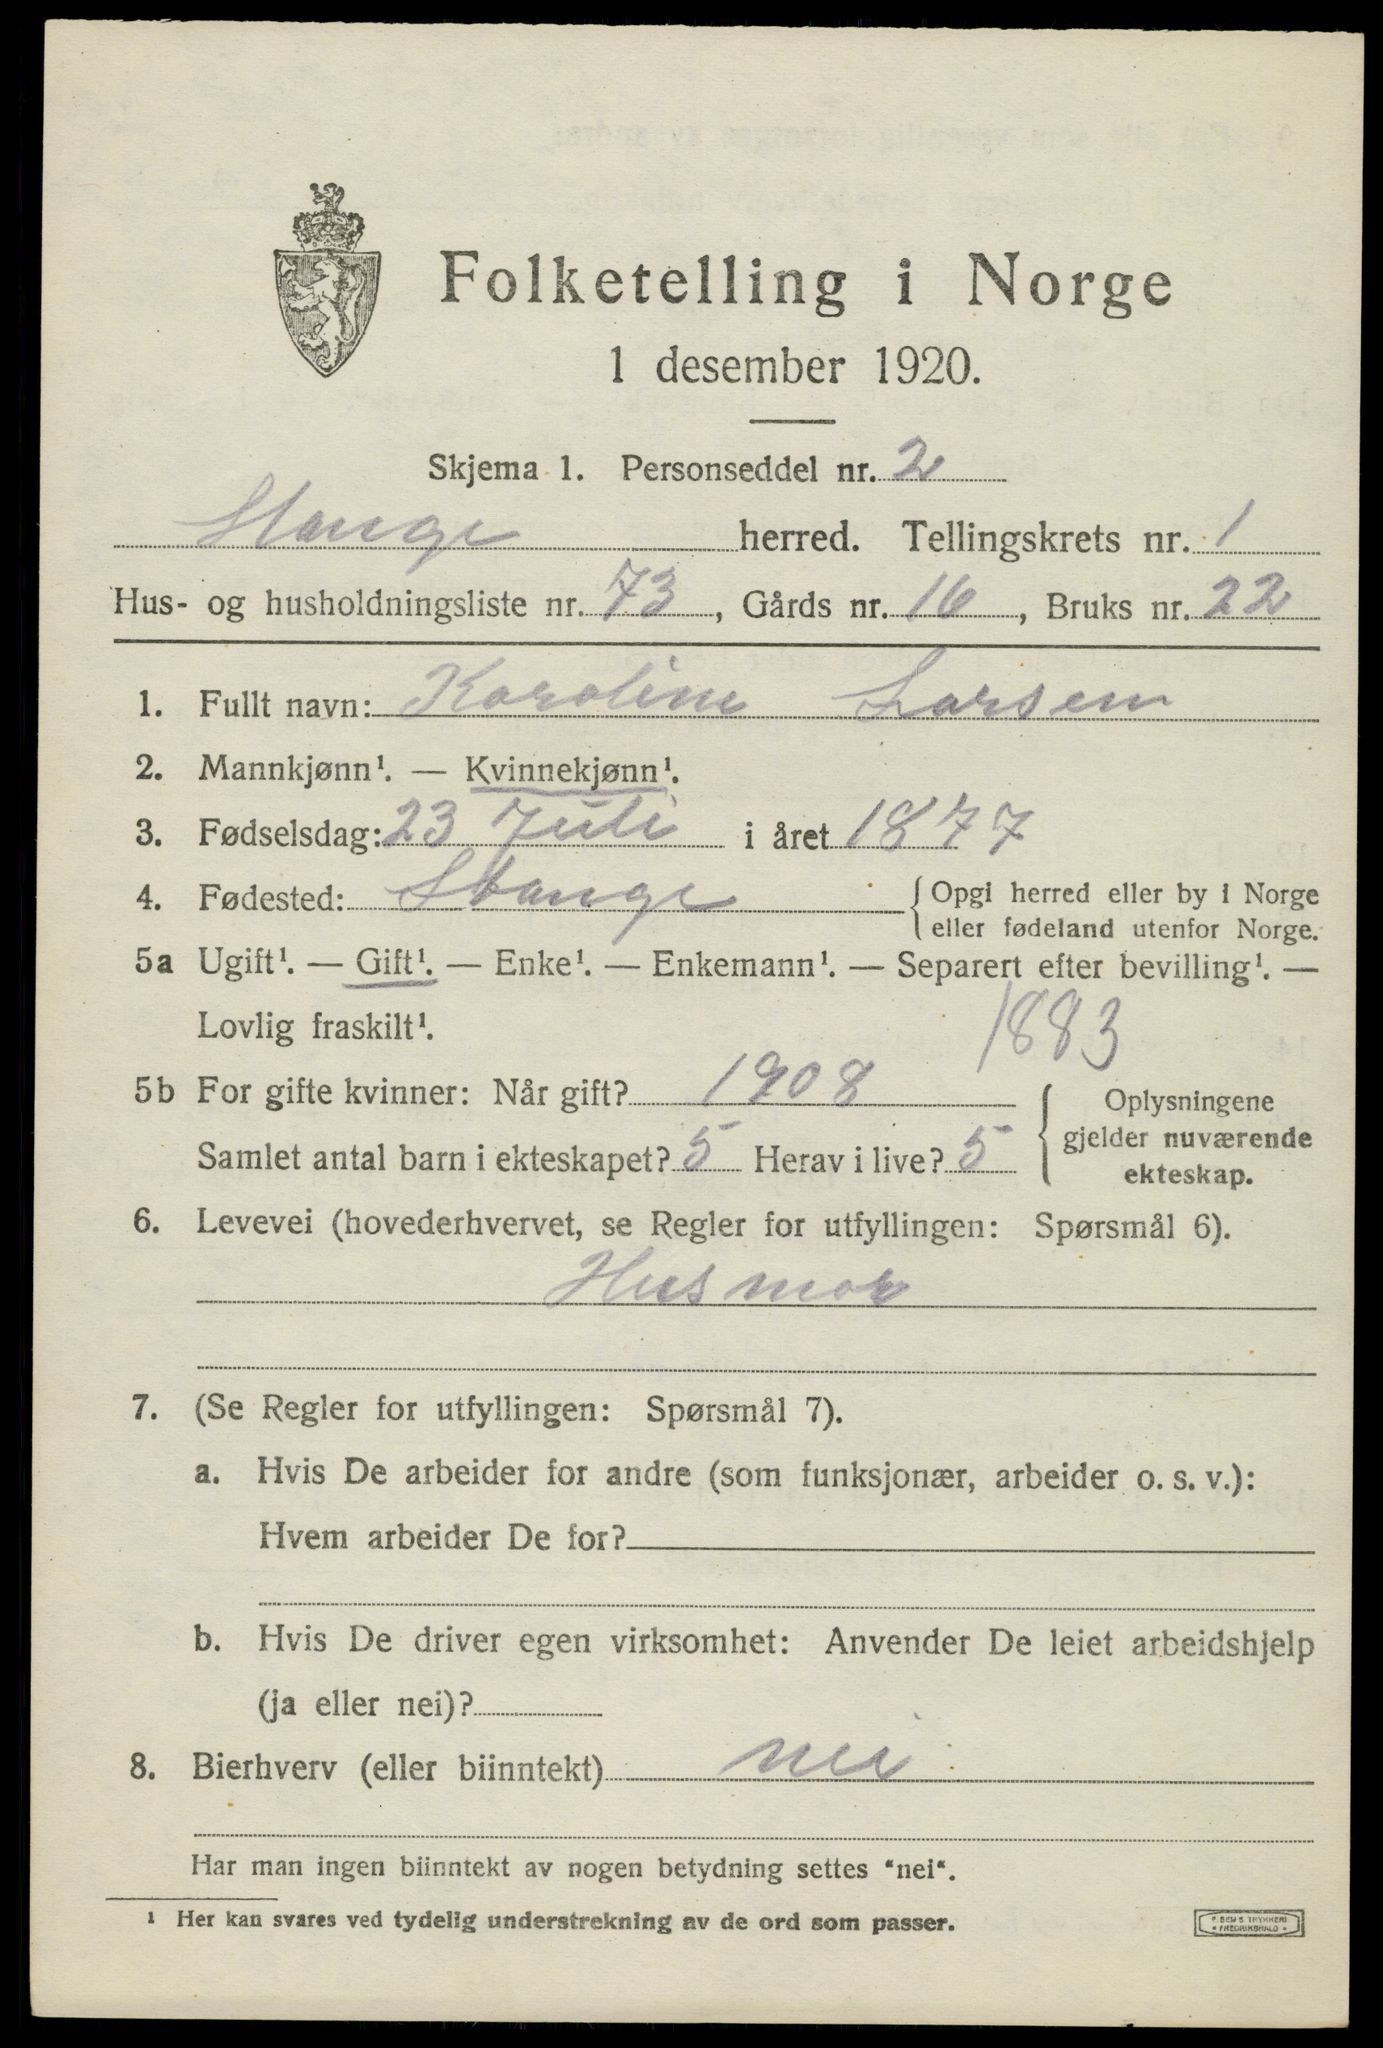 Folketelling i Norge
1 desember 1920.
Skjema 1. Personseddel nr. 2
Stange herred. Tellingskrets nr. 1
Hus- og husholdningsliste nr. 73, Gårds nr. 16, Bruks nr. 22
1. Fullt navn: Karoline Larsen
2. Mannkjønn¹. — Kvinnekjønn¹.
3. Fødselsdag: 23 Juli i året 1877
4. Fødested: Stange { Opgi herred eller by i Norge
eller fødeland utenfor Norge.
5a Ugift¹. — Gift¹. — Enke¹. — Enkemann¹. — Separert efter bevilling¹. —
Lovlig fraskilt¹. 1883
5b For gifte kvinner: Når gift? 1908
Samlet antal barn i ekteskapet? 5 Herav i live? 5
{ Oplysningene
gjelder nuværende
ekteskap.
6. Levevei (hovederhvervet, se Regler for utfyllingen: Spørsmål 6).
Husmor
7. (Se Regler for utfyllingen: Spørsmål 7).
a. Hvis De arbeider for andre (som funksjonær, arbeider o. s. v.):
Hvem arbeider De for?
b. Hvis De driver egen virksomhet: Anvender De leiet arbeidshjelp
(ja eller nei)?
8. Bierhverv (eller biinntekt) nei
Har man ingen biinntekt av nogen betydning settes "nei".
¹ Her kan svares ved tydelig understrekning av de ord som passer.